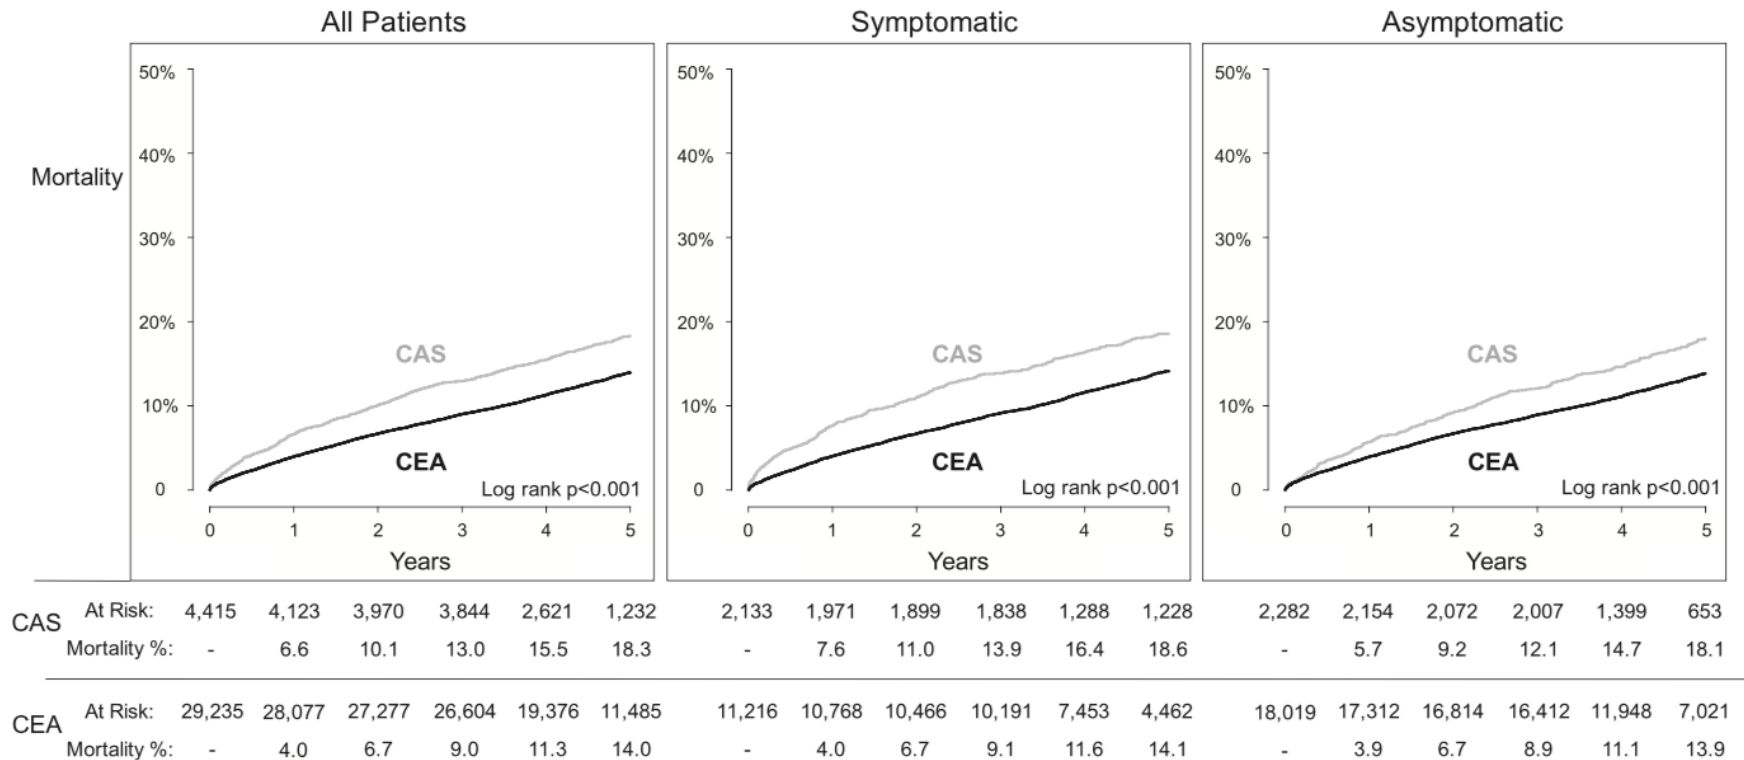 All Patients Symptomatic Asymptomatic
50% 50% 50%
40% 40% 40%
Mortality
30% 30% 30%
20% 20% 20%
CAS CAS CAS
10% 10% 10%
CEA CEA CEA
0 Log rank p<0.001 0 Log rank p<0.001 0 Log rank p<0.001
0 1 2 3 4 5 0 1 2 3 4 5 0 1 2 3 4 5
Years Years Years
CAS At Risk: 4,415 4,123 3,970 3,844 2,621 1,232 2,133 1,971 1,899 1,838 1,288 1,228 2,282 2,154 2,072 2,007 1,399 653
Mortality %: - 6.6 10.1 13.0 15.5 18.3 - 7.6 11.0 13.9 16.4 18.6 - 5.7 9.2 12.1 14.7 18.1
CEA At Risk: 29,235 28,077 27,277 26,604 19,376 11,485 11,216 10,768 10,466 10,191 7,453 4,462 18,019 17,312 16,814 16,412 11,948 7,021
Mortality %: - 4.0 6.7 9.0 11.3 14.0 - 4.0 6.7 9.1 11.6 14.1 - 3.9 6.7 8.9 11.1 13.9